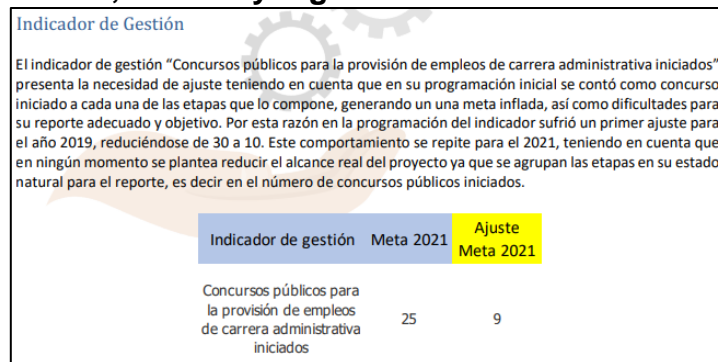 Indicador de Gestión
El indicador de gestión “Concursos públicos para la provisión de empleos de carrera administrativa iniciados”
presenta la necesidad de ajuste teniendo en cuenta que en su programación inicial se contó como concurso
iniciado a cada una de las etapas que lo compone, generando un una meta inflada, así como dificultades para
su reporte adecuado y objetivo. Por esta razón en la programación del indicador sufrió un primer ajuste para
el año 2019, reduciéndose de 30 a 10. Este comportamiento se repite para el 2021, teniendo en cuenta que
en ningún momento se plantea reducir el alcance real del proyecto ya que se agrupan las etapas en su estado
natural para el reporte, es decir en el número de concursos públicos iniciados.
Indicador de gestión Meta 2021 Ajuste
Meta 2021
Concursos públicos para
la provisión de empleos
de carrera administrativa
iniciados
25 9